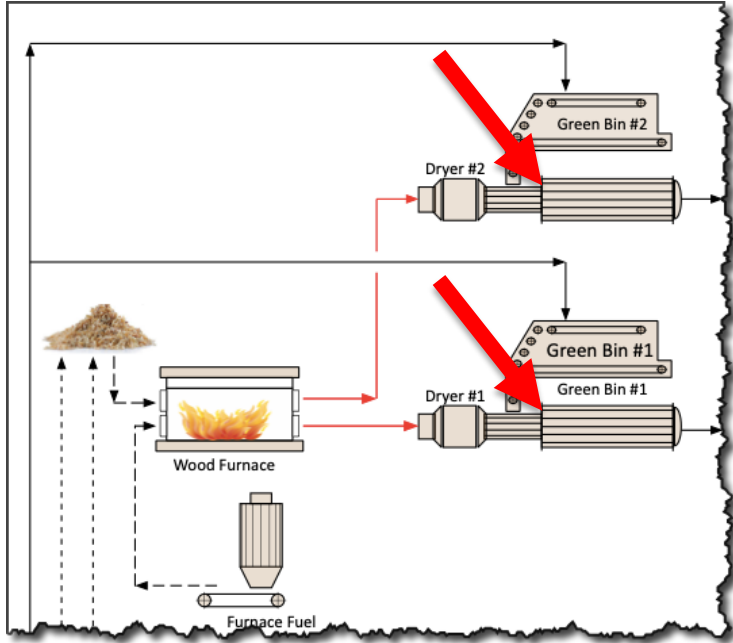 Green Bin #2
Dryer #2
Green Bin #1
Green Bin #1
Dryer #1
Wood Furnace
Furnace Fuel